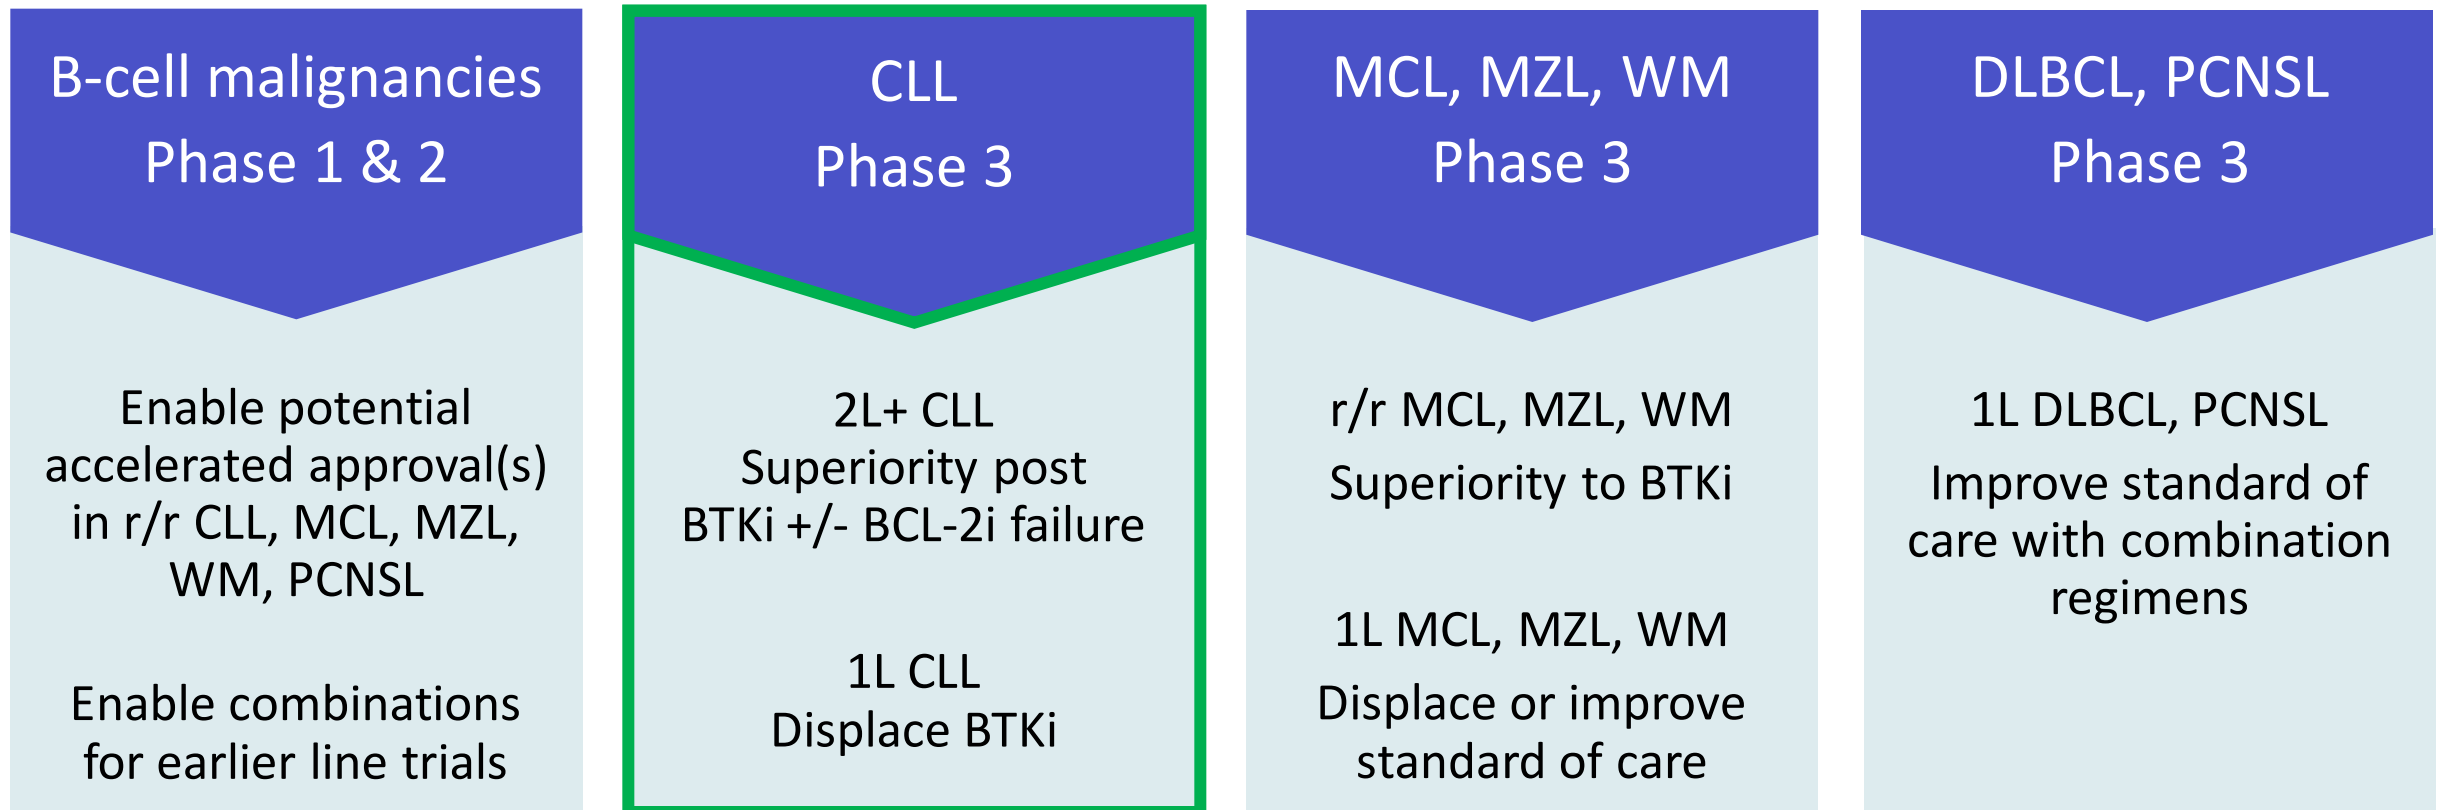 B-cell malignancies
Phase 1 & 2
Enable potential
accelerated approval(s)
in r/r CLL, MCL, MZL,
WM, PCNSL
Enable combinations
for earlier line trials
CLL
Phase 3
2L+ CLL
Superiority post
BTKi +/- BCL-2i failure
1L CLL
Displace BTKi
MCL, MZL, WM
Phase 3
r/r MCL, MZL, WM
Superiority to BTKi
1L MCL, MZL, WM
Displace or improve
standard of care
DLBCL, PCNSL
Phase 3
1L DLBCL, PCNSL
Improve standard of
care with combination
regimens